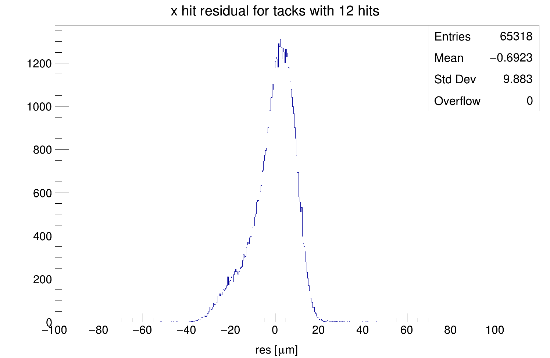 x hit residual for tacks with 12 hits
Entries 65318
Mean −0.6923
Std Dev 9.883
Overflow 0
1200
1000
800
600
400
200
0
−100 −80 −60 −40 −20 0 20 40 60 80 100
res [μm]